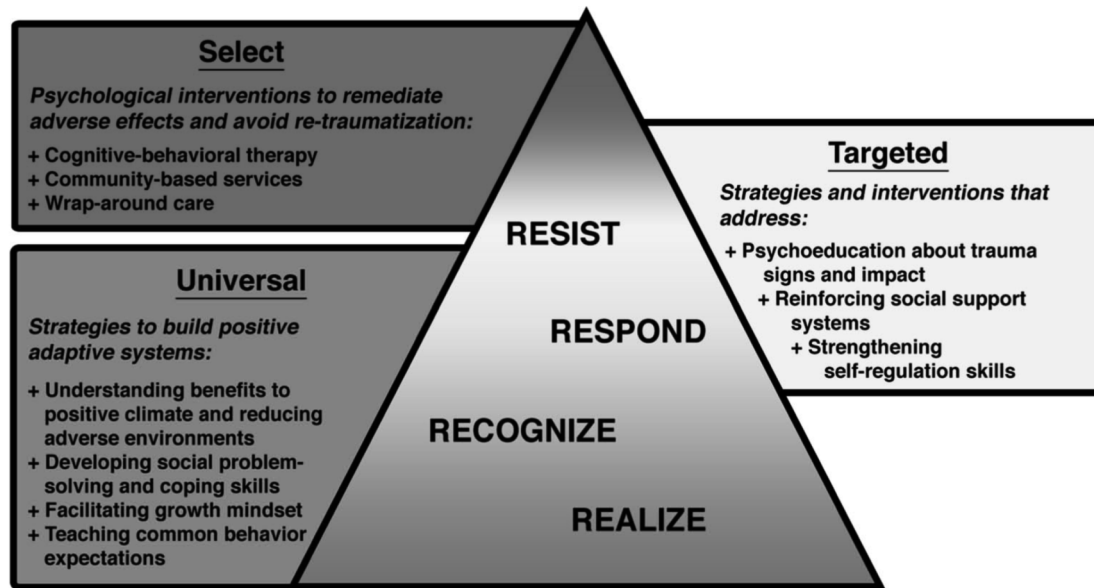 Select
Psychological interventions to remediate
adverse effects and avoid re-traumatization:
+ Cognitive-behavioral therapy
+ Community-based services
+ Wrap-around care
Universal
Strategies to build positive
adaptive systems:
+ Understanding benefits to
positive climate and reducing
adverse environments
+ Developing social problem-
solving and coping skills
+ Facilitating growth mindset
+ Teaching common behavior
expectations
RESIST
RESPOND
RECOGNIZE
REALIZE
Targeted
Strategies and interventions that
address:
+ Psychoeducation about trauma
signs and impact
+ Reinforcing social support
systems
+ Strengthening
self-regulation skills